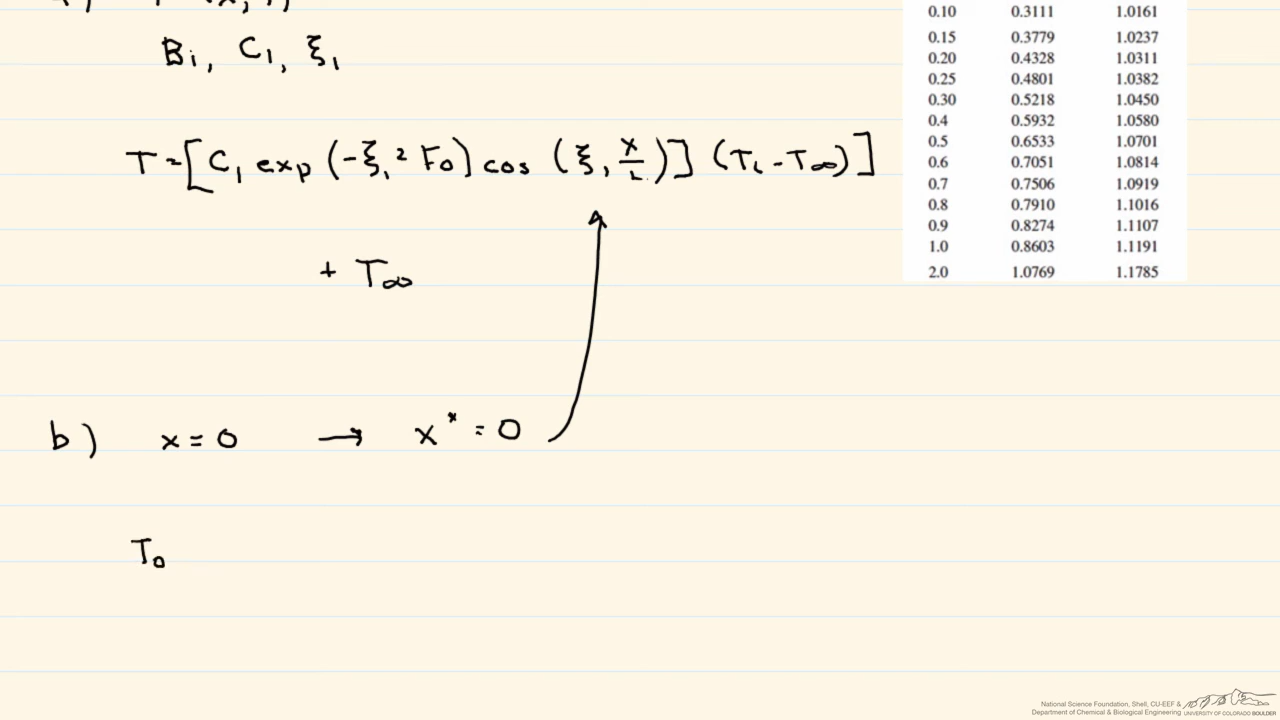 Bi, C1, ξ1
T = [C1 exp (-ξ1² Fo) cos (ξ1 x/L)] (Ti - T∞)]
+ T∞
b) x = 0 → x* = 0
To
0.10 0.3111 1.0161
0.15 0.3779 1.0237
0.20 0.4328 1.0311
0.25 0.4801 1.0382
0.30 0.5218 1.0450
0.4 0.5932 1.0580
0.5 0.6533 1.0701
0.6 0.7051 1.0814
0.7 0.7506 1.0919
0.8 0.7910 1.1016
0.9 0.8274 1.1107
1.0 0.8603 1.1191
2.0 1.0769 1.1785
National Science Foundation, Shell, CU-EEF &
Department of Chemical & Biological Engineering UNIVERSITY OF COLORADO BOULDER